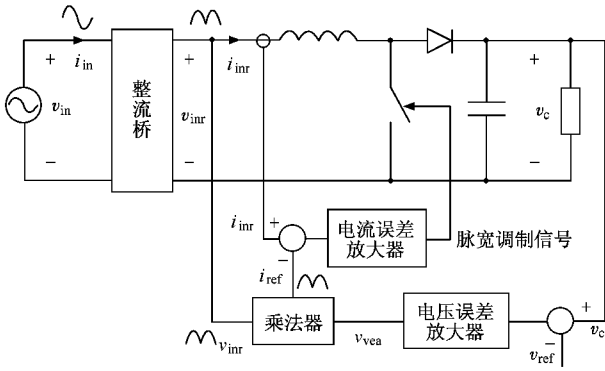 i_in
i_inr
+
+
+
v_in
整流桥
v_inr
v_c
−
−
−
i_inr
+
−
电流误差放大器
脉宽调制信号
i_ref
乘法器
v_inr
v_vea
电压误差放大器
+
−
v_c
v_ref